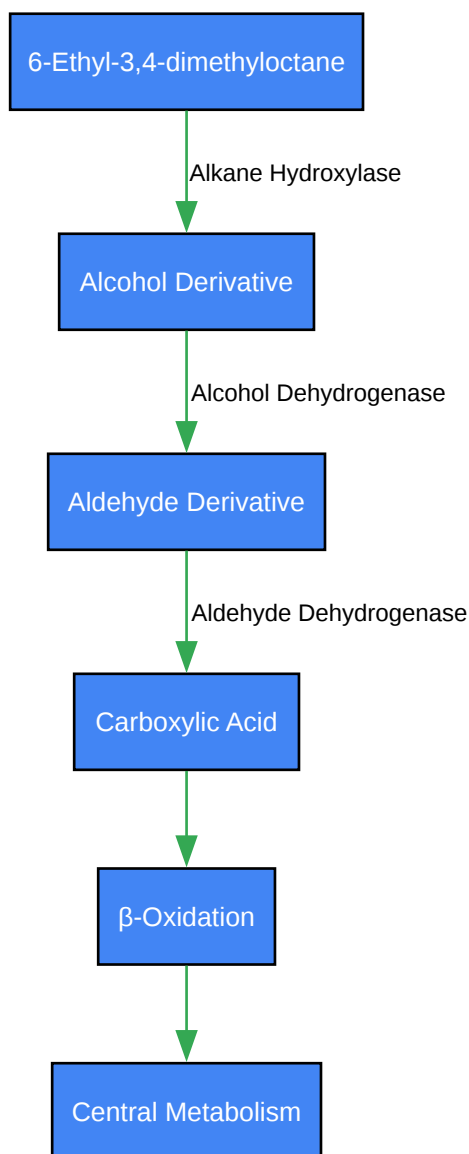 6-Ethyl-3,4-dimethyloctane
Alkane Hydroxylase
Alcohol Derivative
Alcohol Dehydrogenase
Aldehyde Derivative
Aldehyde Dehydrogenase
Carboxylic Acid
β-Oxidation
Central Metabolism